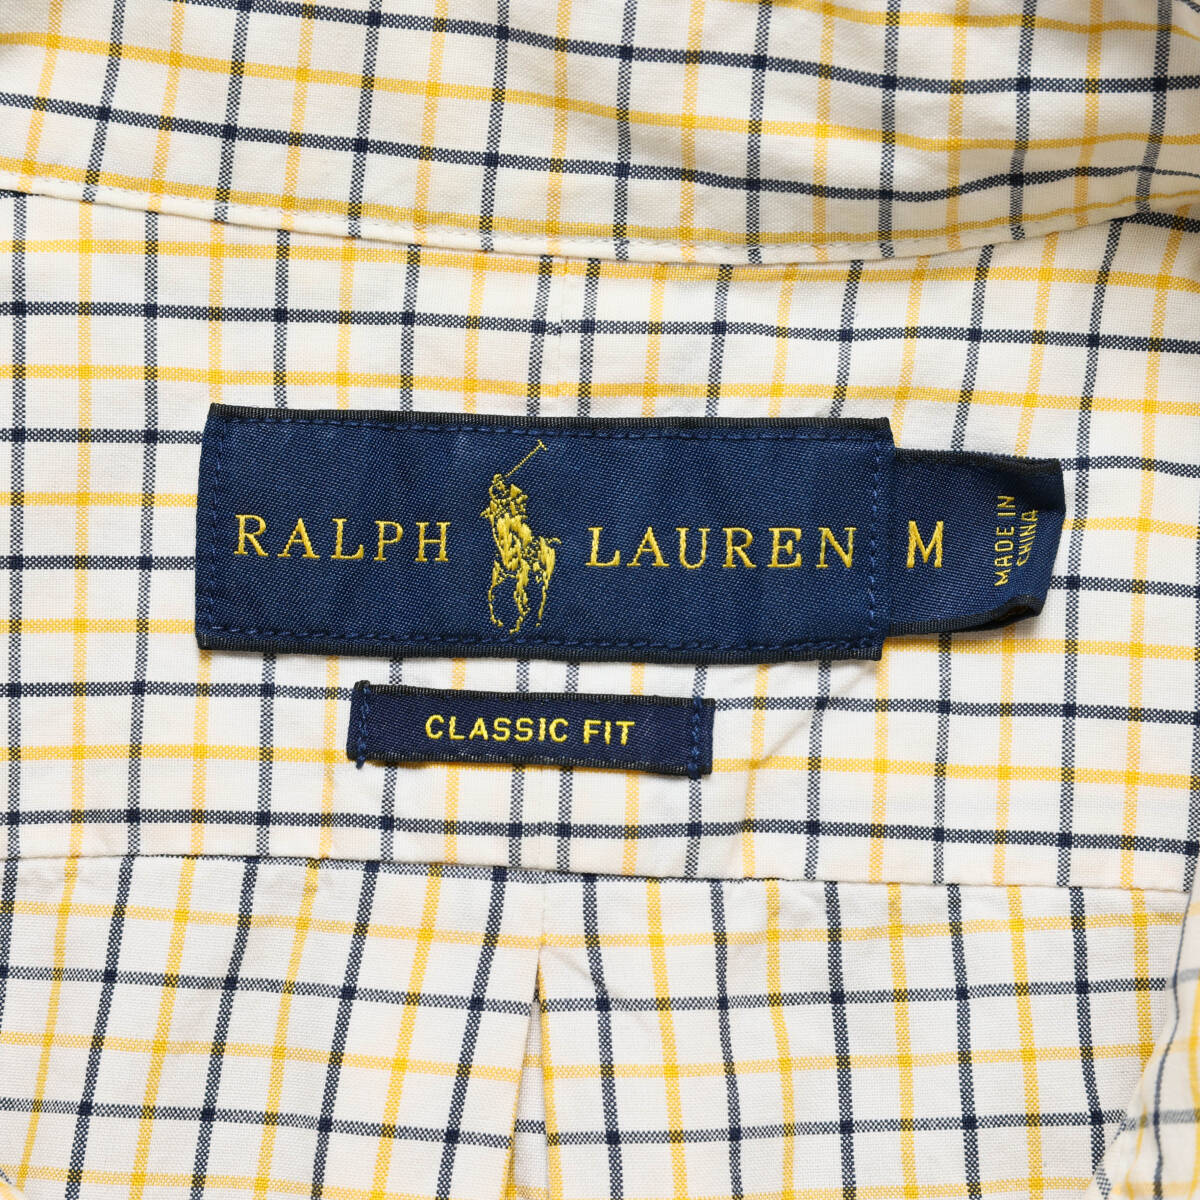 RALPH LAUREN M
MADE IN
CHINA
CLASSIC FIT